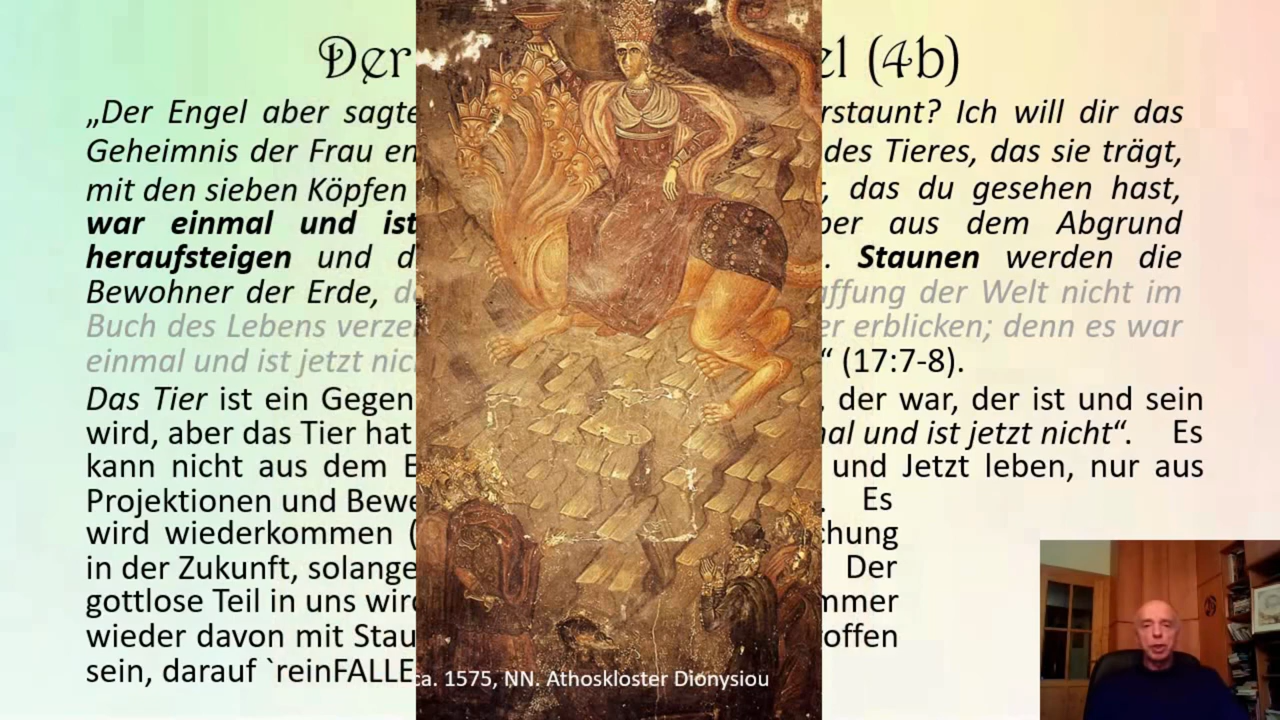 Der el (4b)
„Der Engel aber sagte rstaunt? Ich will dir das
Geheimnis der Frau en des Tieres, das sie trägt,
mit den sieben Köpfen , das du gesehen hast,
war einmal und ist ber aus dem Abgrund
heraufsteigen und d . Staunen werden die
Bewohner der Erde, d affung der Welt nicht im
Buch des Lebens verzei er erblicken; denn es war
einmal und ist jetzt nich “ (17:7-8).
Das Tier ist ein Gegen , der war, der ist und sein
wird, aber das Tier hat nal und ist jetzt nicht“. Es
kann nicht aus dem E und Jetzt leben, nur aus
Projektionen und Bewe . Es
wird wiederkommen ( chung
in der Zukunft, solange Der
gottlose Teil in uns wird mmer
wieder davon mit Stau roffen
sein, darauf `reinFALLE
ca. 1575, NN. Athoskloster Dionysiou